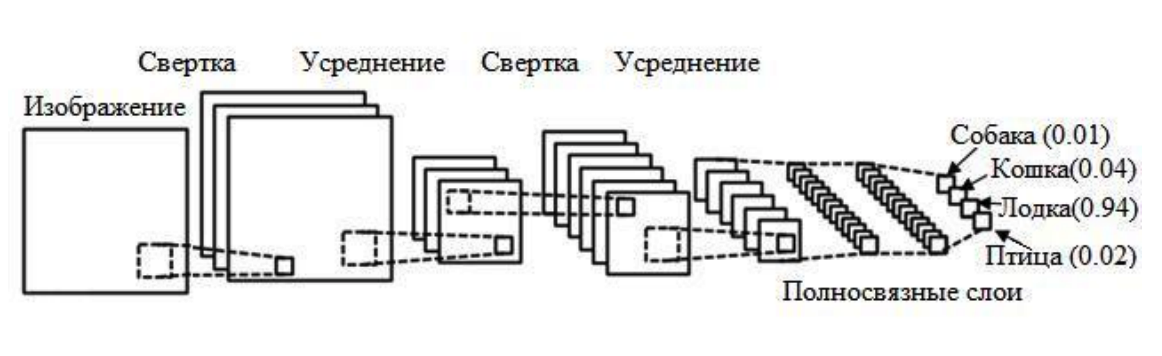 Свертка Усреднение Свертка Усреднение
Изображение
Собака (0.01)
Кошка(0.04)
Лодка(0.94)
Птица (0.02)
Полносвязные слои